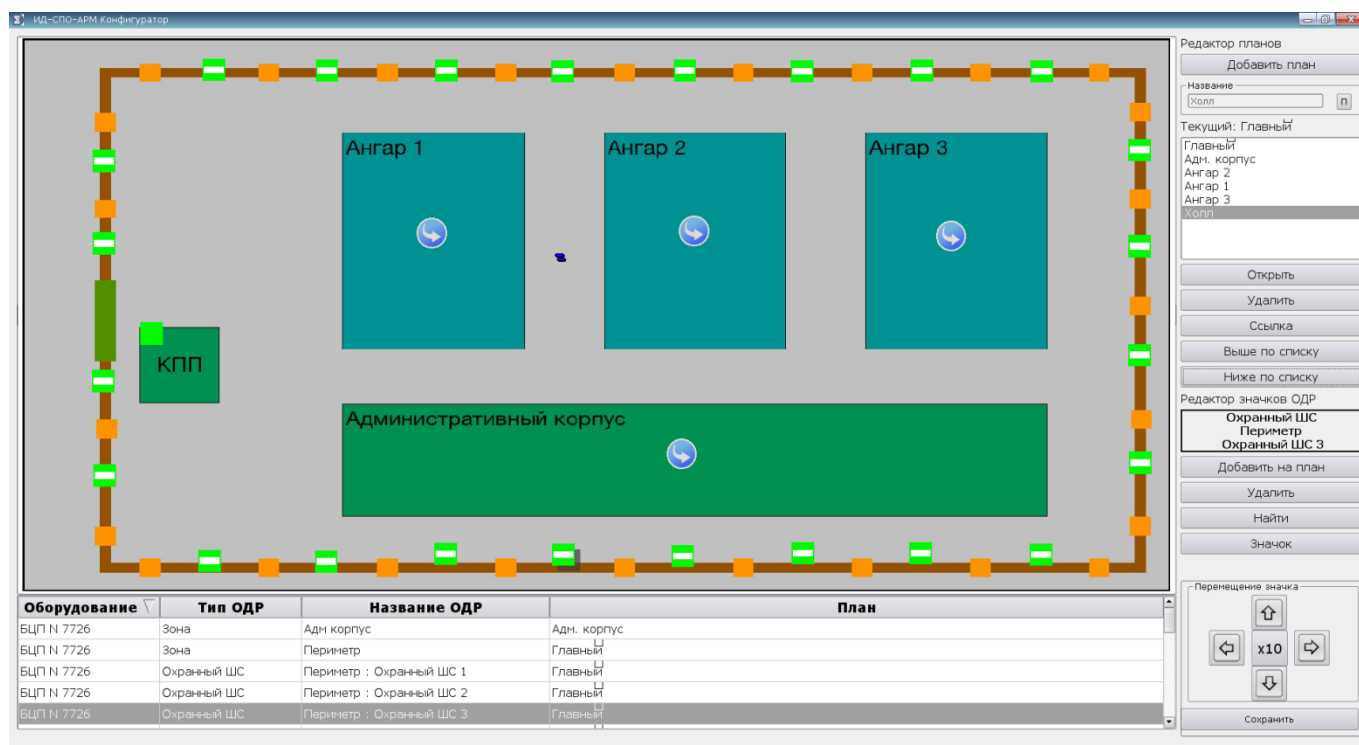 ИД-СПО-АРМ Конфигуратор
Редактор планов
Добавить план
Название
Холл
П
Текущий: Главный
Главный
Адм. корпус
Ангар 2
Ангар 1
Ангар 3
Холл
Открыть
Удалить
Ссылка
Выше по списку
Ниже по списку
Редактор значков ОДР
Охранный ШС
Периметр
Охранный ШС 3
Добавить на план
Удалить
Найти
Значок
Перемещение значка
x10
Сохранить
Ангар 1
Ангар 2
Ангар 3
КПП
Административный корпус
Оборудование Тип ОДР Название ОДР План
БЦП N 7726 Зона Адм корпус Адм. корпус
БЦП N 7726 Зона Периметр Главный
БЦП N 7726 Охранный ШС Периметр : Охранный ШС 1 Главный
БЦП N 7726 Охранный ШС Периметр : Охранный ШС 2 Главный
БЦП N 7726 Охранный ШС Периметр : Охранный ШС 3 Главный